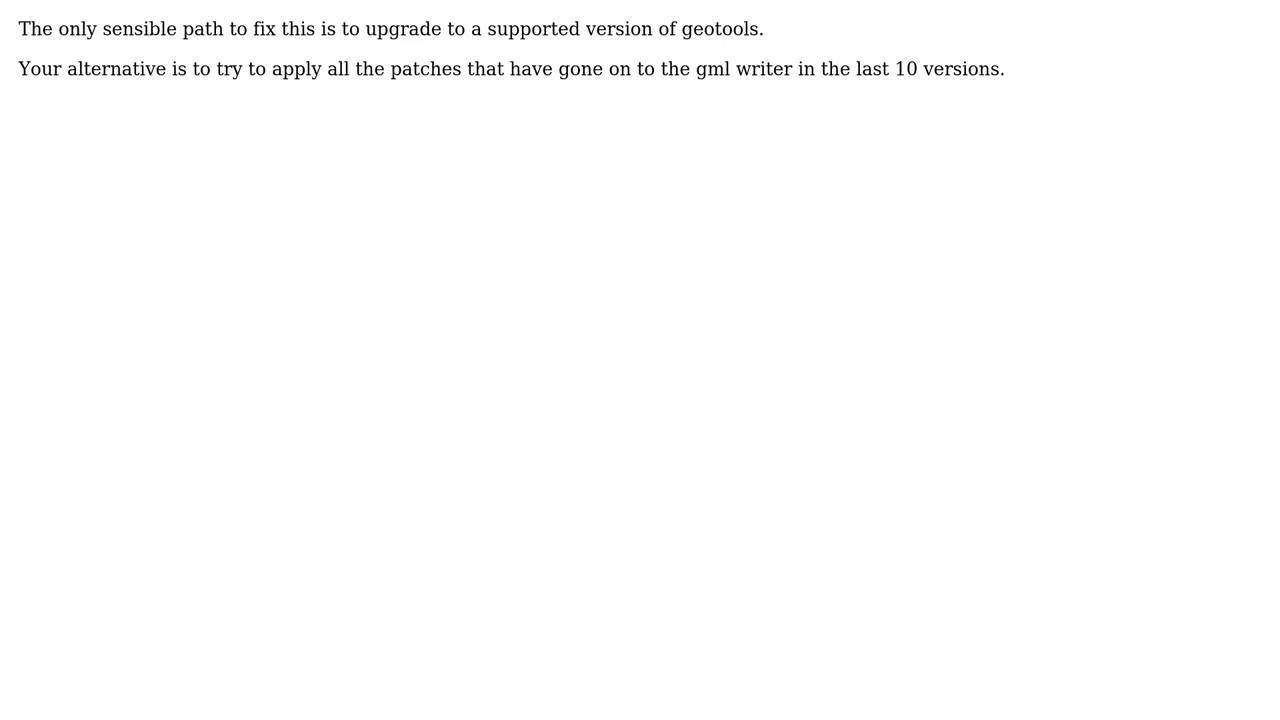 The only sensible path to fix this is to upgrade to a supported version of geotools.
Your alternative is to try to apply all the patches that have gone on to the gml writer in the last 10 versions.